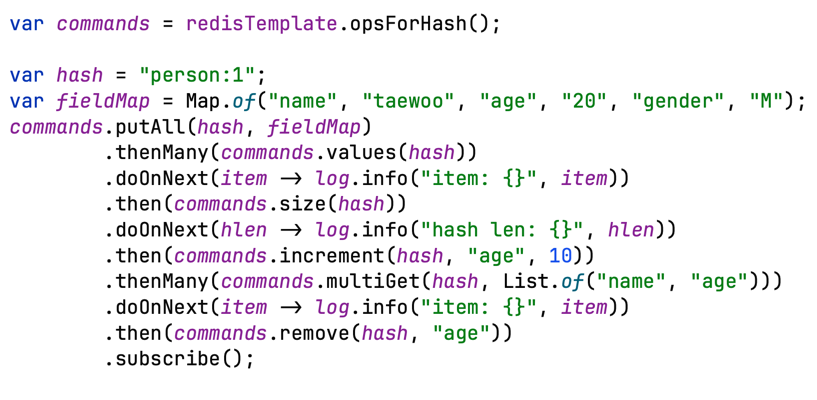 var commands = redisTemplate.opsForHash();
var hash = "person:1";
var fieldMap = Map.of("name", "taewoo", "age", "20", "gender", "M");
commands.putAll(hash, fieldMap)
.thenMany(commands.values(hash))
.doOnNext(item → log.info("item: {}", item))
.then(commands.size(hash))
.doOnNext(hlen → log.info("hash len: {}", hlen))
.then(commands.increment(hash, "age", 10))
.thenMany(commands.multiGet(hash, List.of("name", "age")))
.doOnNext(item → log.info("item: {}", item))
.then(commands.remove(hash, "age"))
.subscribe();